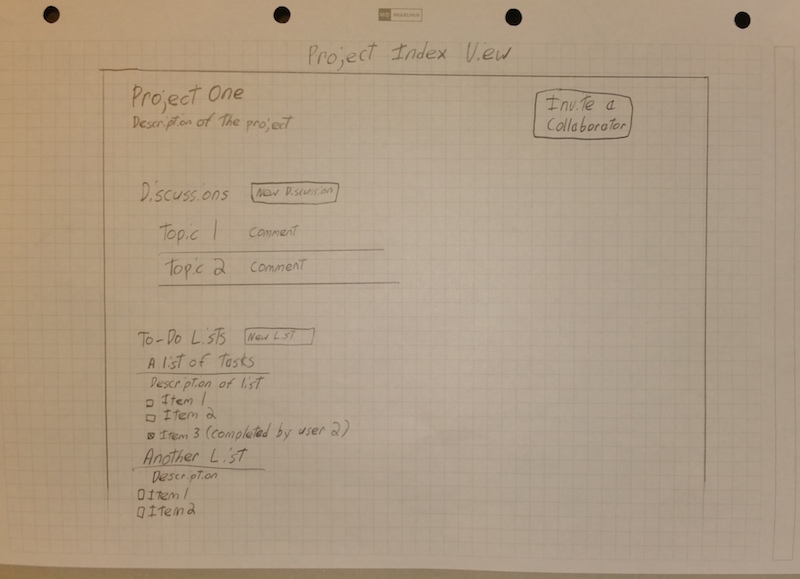 Project Index View
Project One
Description of the project
Invite a
Collaborator
Discussions New Discussion
Topic 1 Comment
Topic 2 Comment
To-Do Lists New List
A list of tasks
Description of list
Item 1
Item 2
Item 3 (completed by user 2)
Another List
Description
Item 1
Item 2